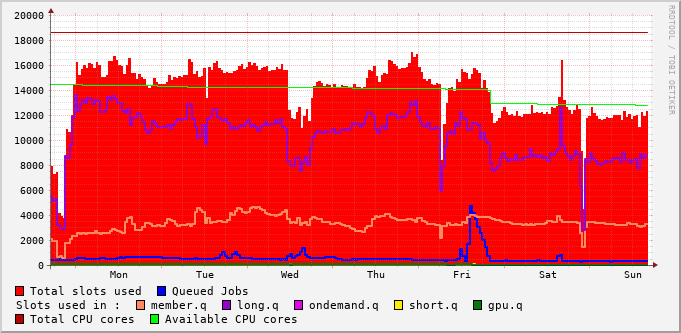 20000
18000
16000
14000
12000
10000
8000
6000
4000
2000
0
Mon Tue Wed Thu Fri Sat Sun
RRDTOOL / TOBI OETIKER
Total slots used Queued Jobs
Slots used in : member.q long.q ondemand.q short.q gpu.q
Total CPU cores Available CPU cores